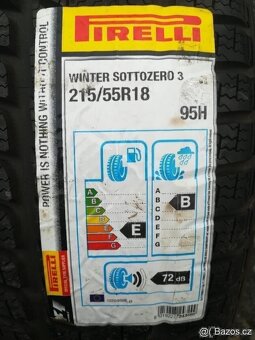 PIRELLI
WINTER SOTTOZERO 3
215/55R18
95H
POWER IS NOTHING WITHOUT CONTROL
PIRELLI
A
B
C
D
E
F
G
E
A
B
C
D
E
F
G
B
72 dB
Bazos.cz